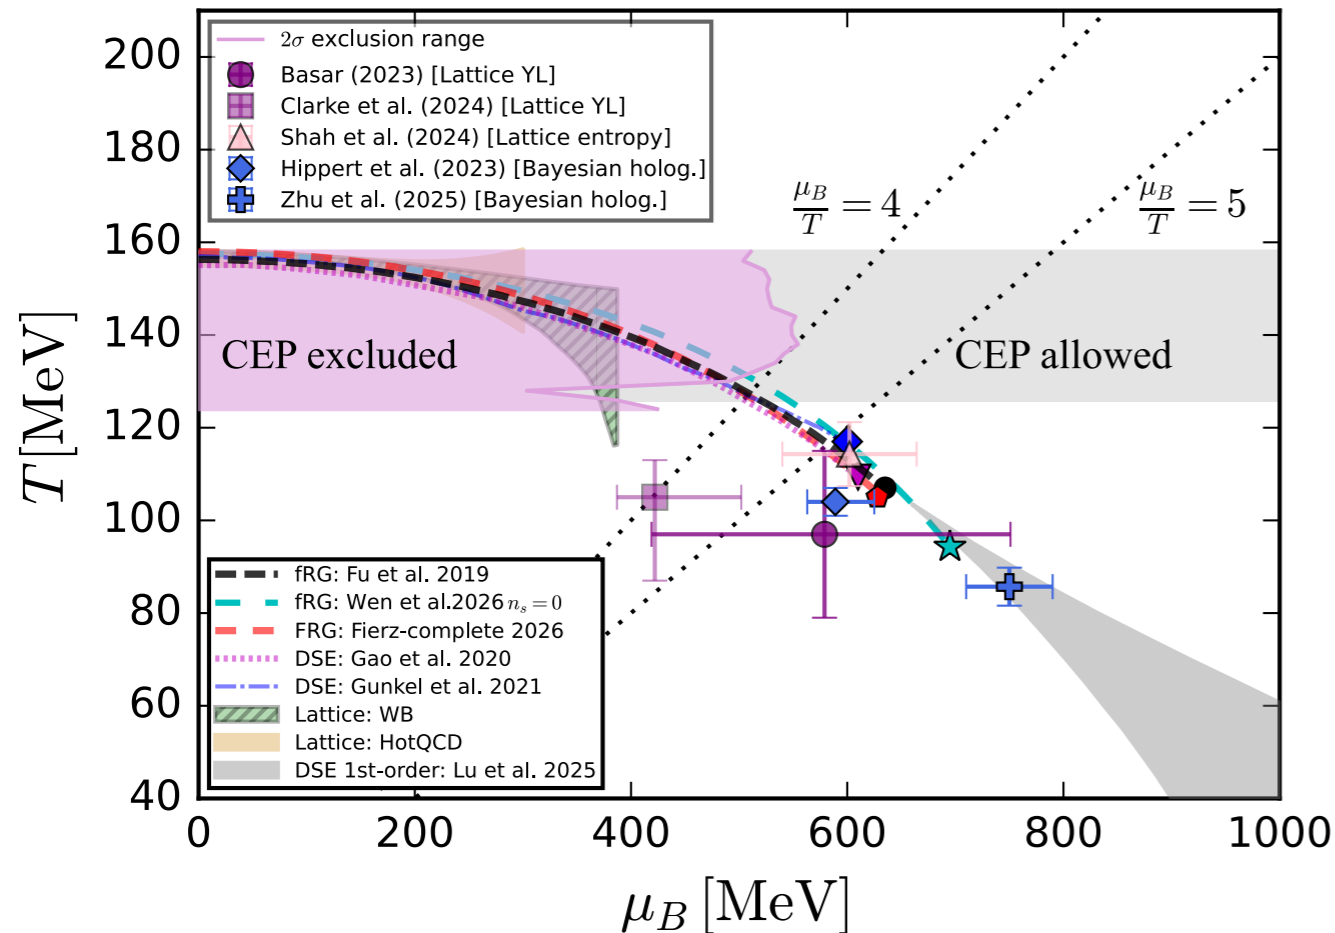 2σ exclusion range
Basar (2023) [Lattice YL]
Clarke et al. (2024) [Lattice YL]
Shah et al. (2024) [Lattice entropy]
Hippert et al. (2023) [Bayesian holog.]
Zhu et al. (2025) [Bayesian holog.]
μ_B/T = 4
μ_B/T = 5
CEP excluded
CEP allowed
fRG: Fu et al. 2019
fRG: Wen et al.2026 n_s = 0
FRG: Fierz-complete 2026
DSE: Gao et al. 2020
DSE: Gunkel et al. 2021
Lattice: WB
Lattice: HotQCD
DSE 1st-order: Lu et al. 2025
T [MeV]
200
180
160
140
120
100
80
60
40
0 200 400 600 800 1000
μ_B [MeV]